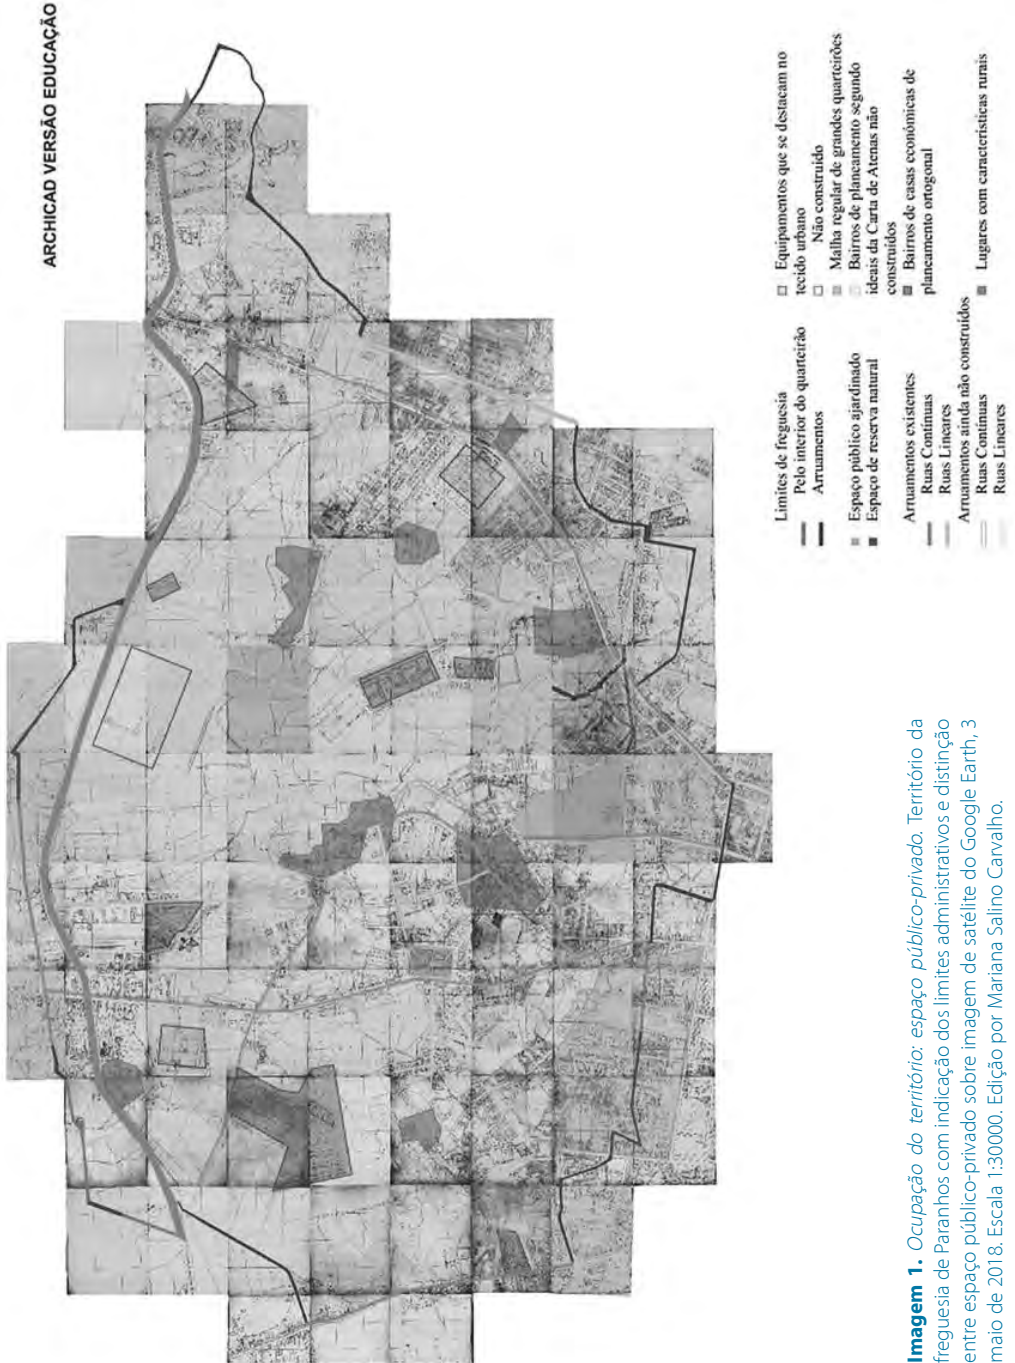 ARCHICAD VERSÃO EDUCAÇÃO
Limites de freguesia
Pelo interior do quarteirão
Arruamentos
Espaço público ajardinado
Espaço de reserva natural
Arruamentos existentes
Ruas Contínuas
Ruas Lineares
Arruamentos ainda não construídos
Ruas Contínuas
Ruas Lineares
Equipamentos que se destacam no
tecido urbano
Não construído
Malha regular de grandes quarteirões
Bairros de planeamento segundo
ideais da Carta de Atenas não
construídos
Bairros de casas económicas de
planeamento ortogonal
Lugares com características rurais
Imagem 1. Ocupação do território: espaço público-privado. Território da
freguesia de Paranhos com indicação dos limites administrativos e distinção
entre espaço público-privado sobre imagem de satélite do Google Earth, 3
maio de 2018. Escala 1:30000. Edição por Mariana Salino Carvalho.